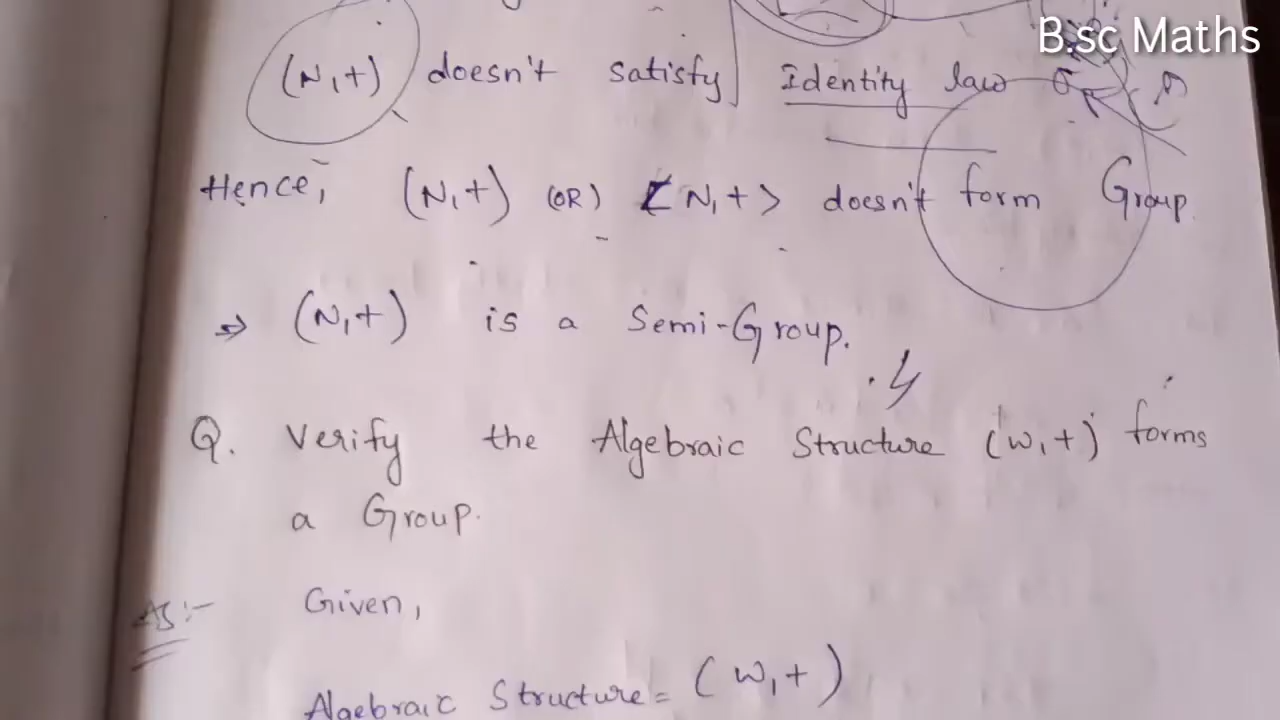 B.sc Maths
(N,+) doesn't satisfy Identity law
Hence, (N,+) (OR) < N,+ > doesn't form Group.
⇒ (N,+) is a Semi-Group.
Q. Verify the Algebraic Structure (W,+) forms
a Group.
Given,
Algebraic Structure = (W,+)